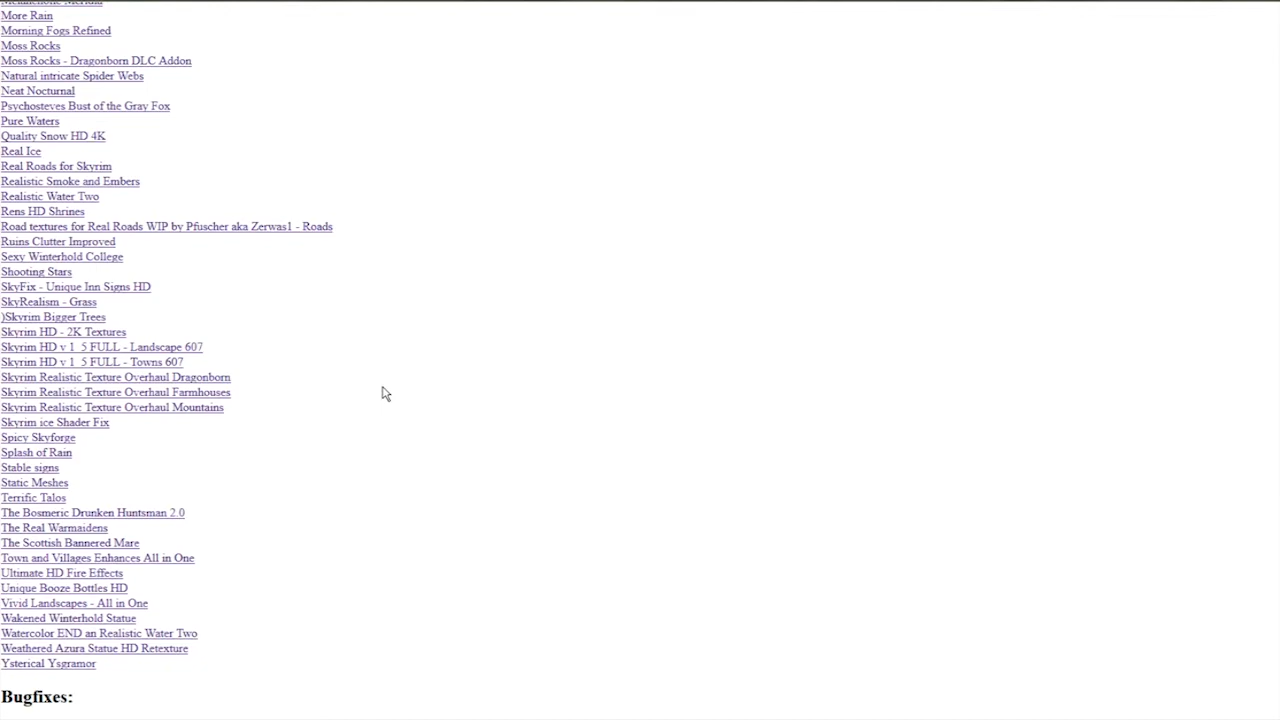 Melancholic Meridia
More Rain
Morning Fogs Refined
Moss Rocks
Moss Rocks - Dragonborn DLC Addon
Natural intricate Spider Webs
Neat Nocturnal
Psychosteves Bust of the Gray Fox
Pure Waters
Quality Snow HD 4K
Real Ice
Real Roads for Skyrim
Realistic Smoke and Embers
Realistic Water Two
Rens HD Shrines
Road textures for Real Roads WIP by Pfuscher aka Zerwas1 - Roads
Ruins Clutter Improved
Sexy Winterhold College
Shooting Stars
SkyFix - Unique Inn Signs HD
SkyRealism - Grass
)Skyrim Bigger Trees
Skyrim HD - 2K Textures
Skyrim HD v 1_5 FULL - Landscape 607
Skyrim HD v 1_5 FULL - Towns 607
Skyrim Realistic Texture Overhaul Dragonborn
Skyrim Realistic Texture Overhaul Farmhouses
Skyrim Realistic Texture Overhaul Mountains
Skyrim ice Shader Fix
Spicy Skyforge
Splash of Rain
Stable signs
Static Meshes
Terrific Talos
The Bosmeric Drunken Huntsman 2.0
The Real Warmaidens
The Scottish Bannered Mare
Town and Villages Enhances All in One
Ultimate HD Fire Effects
Unique Booze Bottles HD
Vivid Landscapes - All in One
Wakened Winterhold Statue
Watercolor END an Realistic Water Two
Weathered Azura Statue HD Retexture
Ysterical Ysgramor
Bugfixes: